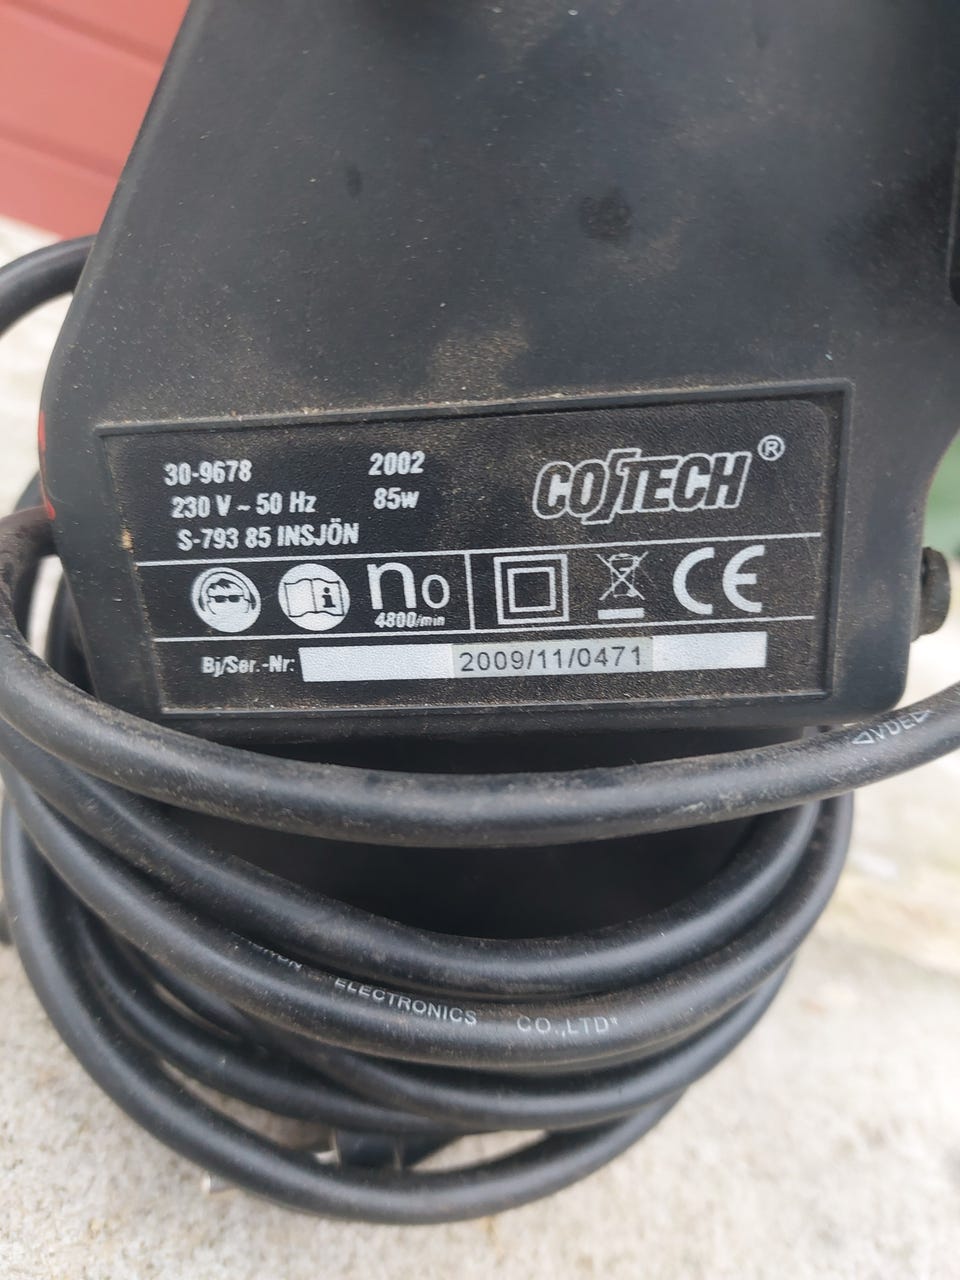 30-9678 2002
230 V ~ 50 Hz 85w
S-793 85 INSJÖN
COTECH ®
i
n0
4800/min
CE
Bj/Ser.-Nr: 2009/11/0471
VDE
ELECTRONICS CO.,LTD"